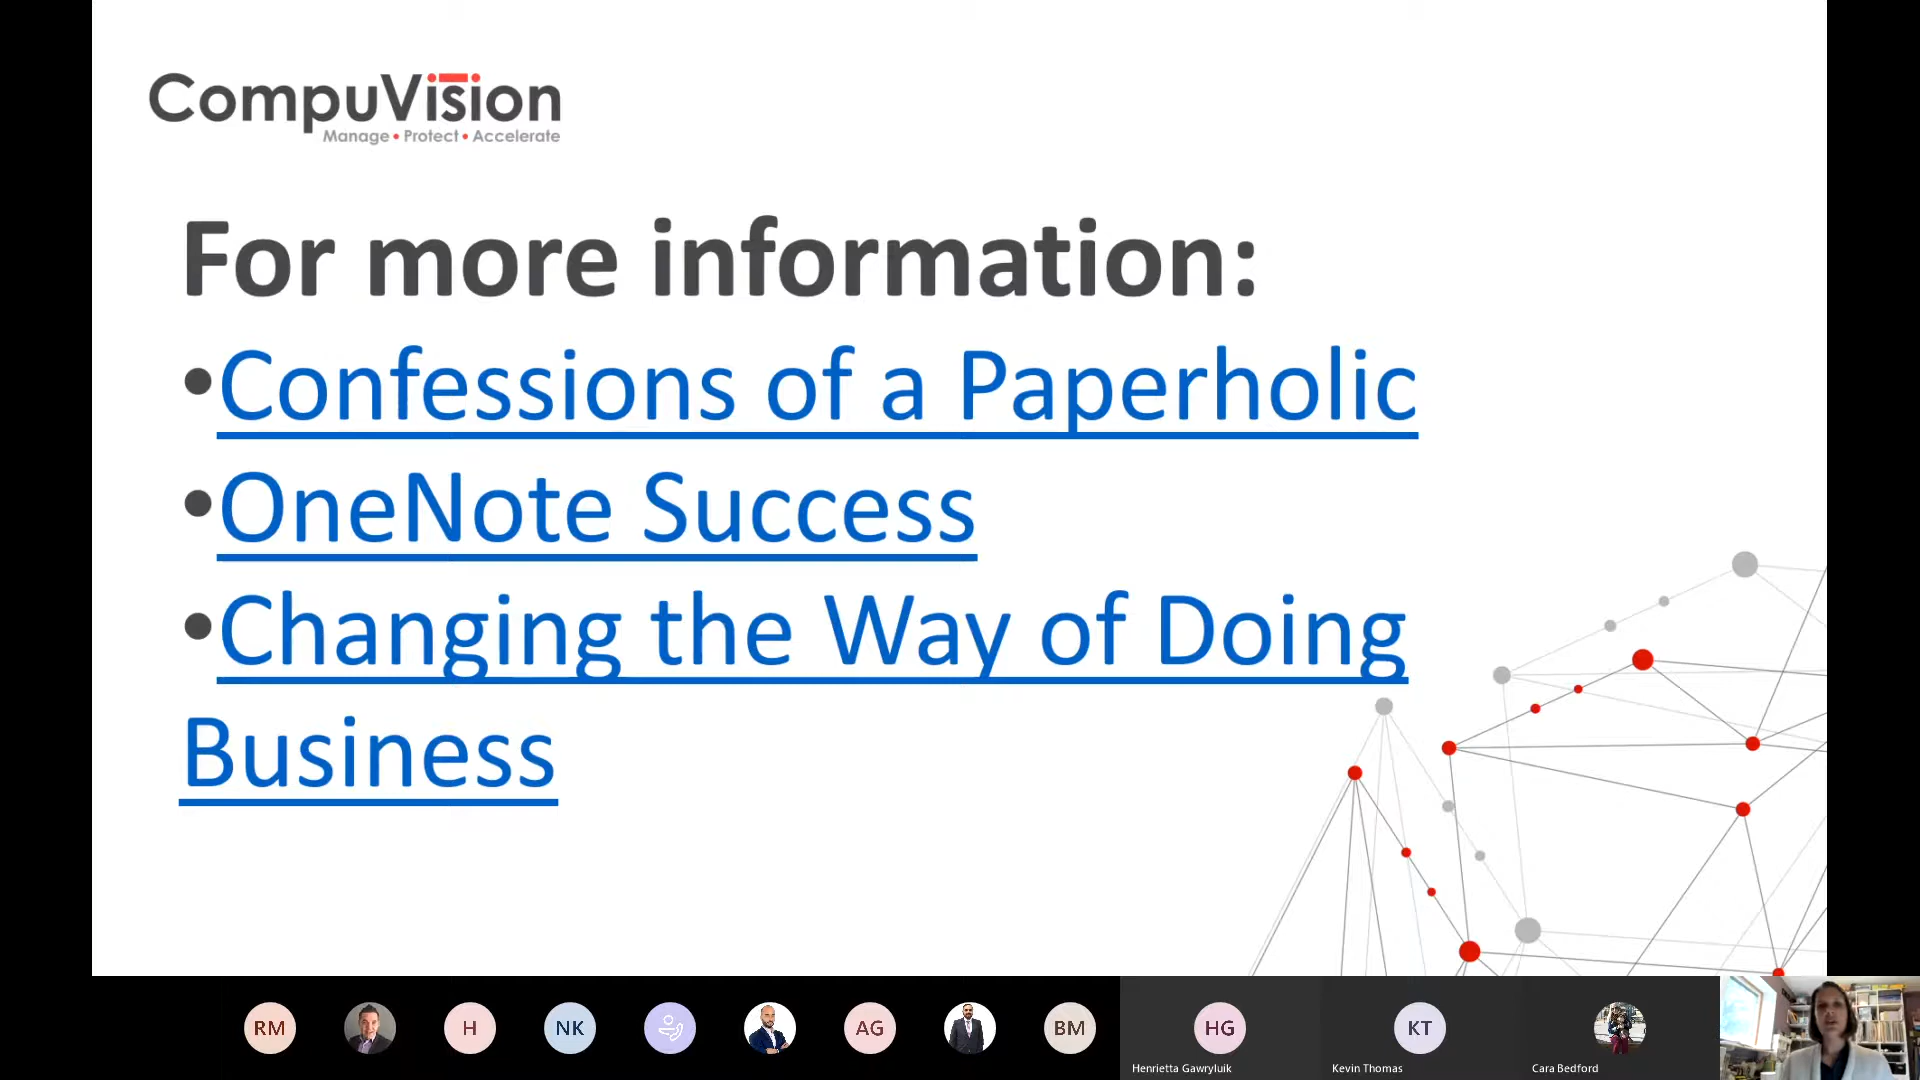 CompuVision
Manage • Protect • Accelerate
For more information:
•Confessions of a Paperholic
•OneNote Success
•Changing the Way of Doing
Business
RM
H
NK
AG
BM
HG
KT
Henrietta Gawryluik
Kevin Thomas
Cara Bedford